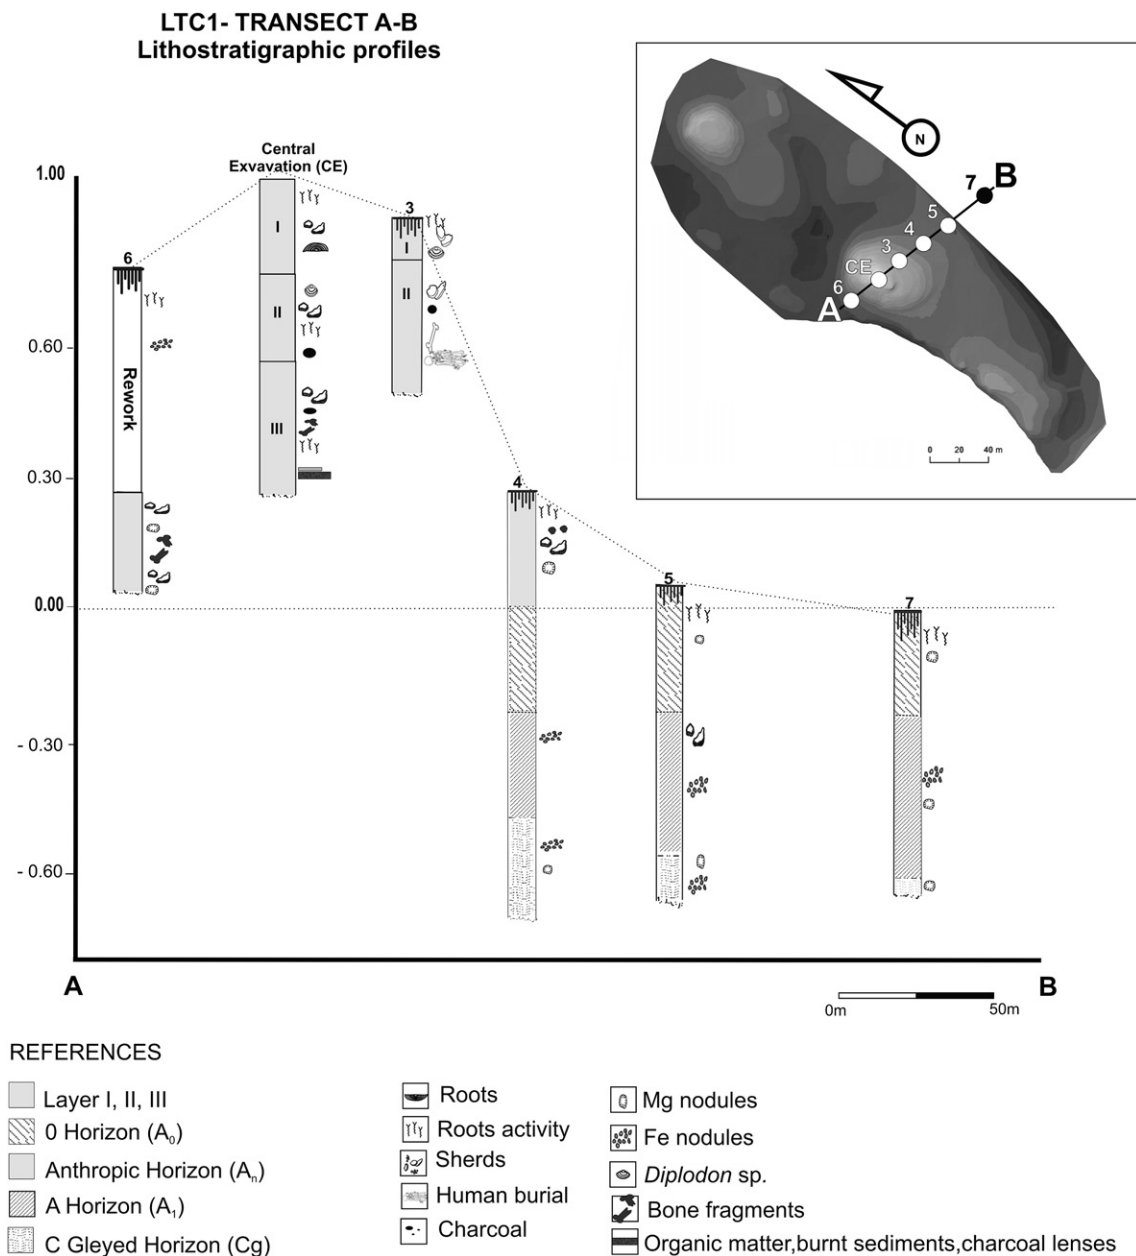 LTC1- TRANSECT A-B
Lithostratigraphic profiles
Central
Exvavation (CE)
1.00
0.60
0.30
0.00
- 0.30
- 0.60
6
Rework
I
II
III
3
I
II
4
5
7
N
B
7
5
4
3
CE
6
A
0 20 40 m
A
B
0m 50m
REFERENCES
Layer I, II, III
0 Horizon (A₀)
Anthropic Horizon (Aₙ)
A Horizon (A₁)
C Gleyed Horizon (Cg)
Roots
Roots activity
Sherds
Human burial
Charcoal
Mg nodules
Fe nodules
Diplodon sp.
Bone fragments
Organic matter,burnt sediments,charcoal lenses